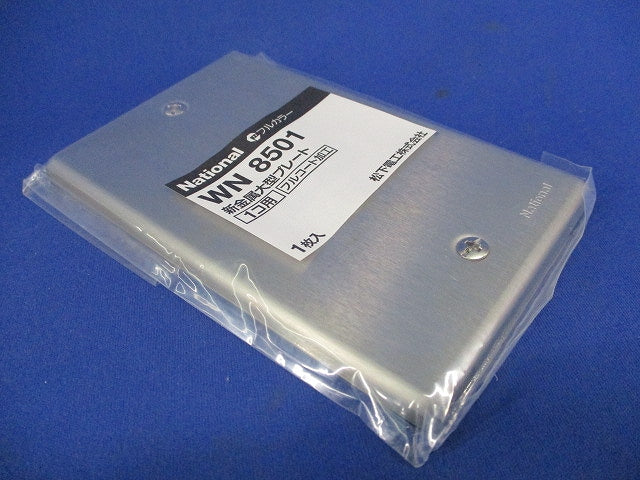 National フルカラー
WN 8501
新金属大型プレート
1コ用 フルコート加工
1枚入
松下電工株式会社
National